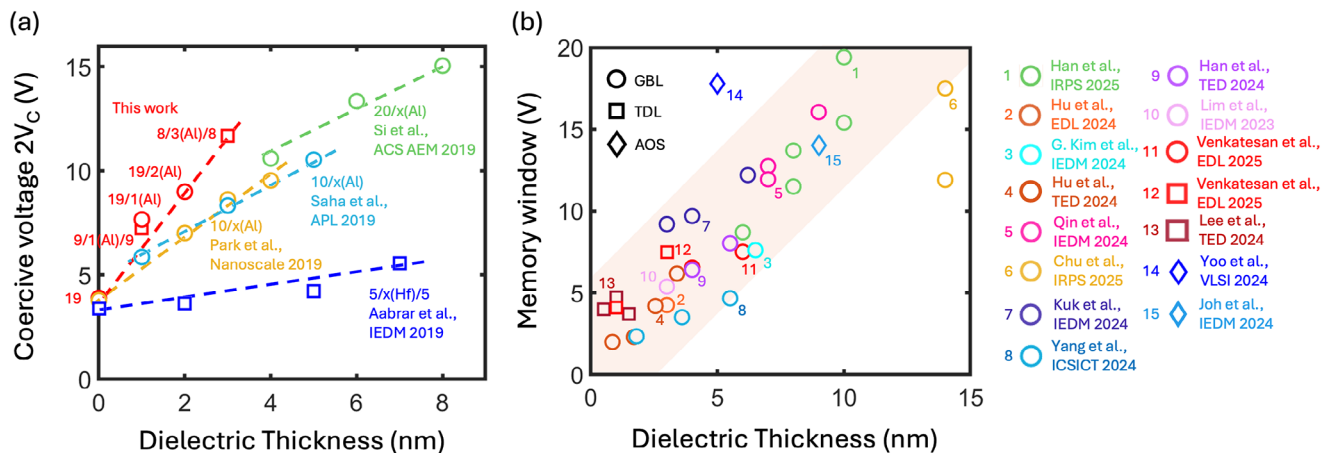 (a)
Coercive voltage 2VC (V)
15
10
5
0
0
2
4
6
8
Dielectric Thickness (nm)
This work
8/3(Al)/8
19/2(Al)
19/1(Al)
9/1(Al)/9
19
20/x(Al)
Si et al.,
ACS AEM 2019
10/x(Al)
Saha et al.,
APL 2019
10/x(Al)
Park et al.,
Nanoscale 2019
5/x(Hf)/5
Aabrar et al.,
IEDM 2019
(b)
Memory window (V)
20
15
10
5
0
0
5
10
15
Dielectric Thickness (nm)
GBL
TDL
AOS
14
1
6
15
5
7
12
11
3
10
9
13
2
4
8
1 Han et al.,
IRPS 2025
2 Hu et al.,
EDL 2024
3 G. Kim et al.,
IEDM 2024
4 Hu et al.,
TED 2024
5 Qin et al.,
IEDM 2024
6 Chu et al.,
IRPS 2025
7 Kuk et al.,
IEDM 2024
8 Yang et al.,
ICSICT 2024
9 Han et al.,
TED 2024
10 Lim et al.,
IEDM 2023
11 Venkatesan et al.,
EDL 2025
12 Venkatesan et al.,
EDL 2025
13 Lee et al.,
TED 2024
14 Yoo et al.,
VLSI 2024
15 Joh et al.,
IEDM 2024